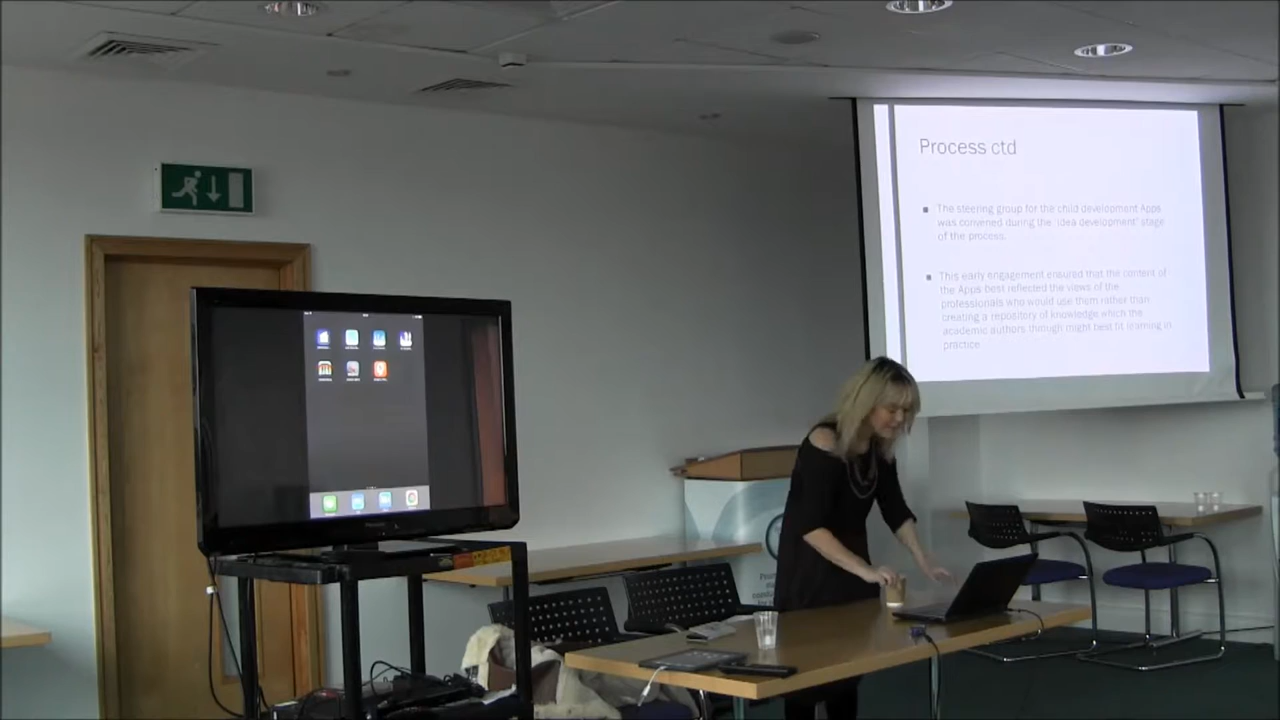 Process ctd
▪ The steering group for the child development Apps
was convened during the 'idea development' stage
of the process.
▪ This early engagement ensured that the content of
the Apps best reflected the views of the
professionals who would use them rather than
creating a repository of knowledge which the
academic authors through might best fit learning in
practice